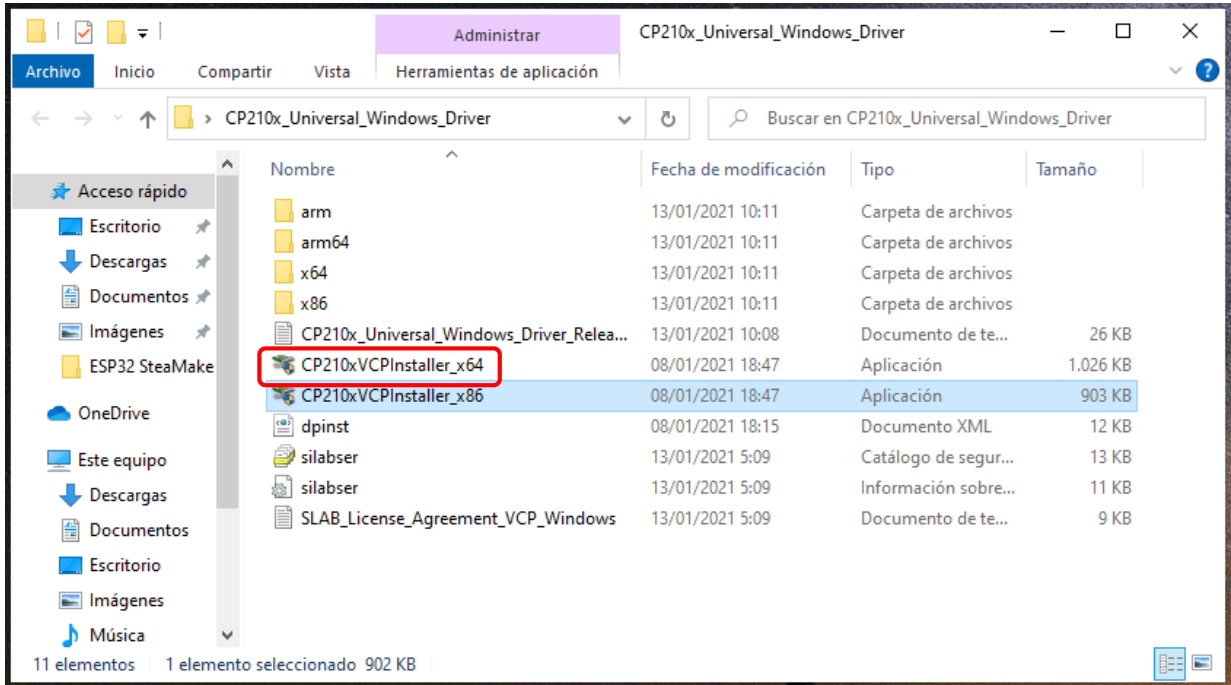 Administrar
CP210x_Universal_Windows_Driver
Archivo Inicio Compartir Vista Herramientas de aplicación
CP210x_Universal_Windows_Driver
Buscar en CP210x_Universal_Windows_Driver
Nombre Fecha de modificación Tipo Tamaño
Acceso rápido
Escritorio
Descargas
Documentos
Imágenes
ESP32 SteaMake
OneDrive
Este equipo
Descargas
Documentos
Escritorio
Imágenes
Música
arm 13/01/2021 10:11 Carpeta de archivos
arm64 13/01/2021 10:11 Carpeta de archivos
x64 13/01/2021 10:11 Carpeta de archivos
x86 13/01/2021 10:11 Carpeta de archivos
CP210x_Universal_Windows_Driver_Relea... 13/01/2021 10:08 Documento de te... 26 KB
CP210xVCPInstaller_x64 08/01/2021 18:47 Aplicación 1.026 KB
CP210xVCPInstaller_x86 08/01/2021 18:47 Aplicación 903 KB
dpinst 08/01/2021 18:15 Documento XML 12 KB
silabser 13/01/2021 5:09 Catálogo de segur... 13 KB
silabser 13/01/2021 5:09 Información sobre... 11 KB
SLAB_License_Agreement_VCP_Windows 13/01/2021 5:09 Documento de te... 9 KB
11 elementos 1 elemento seleccionado 902 KB